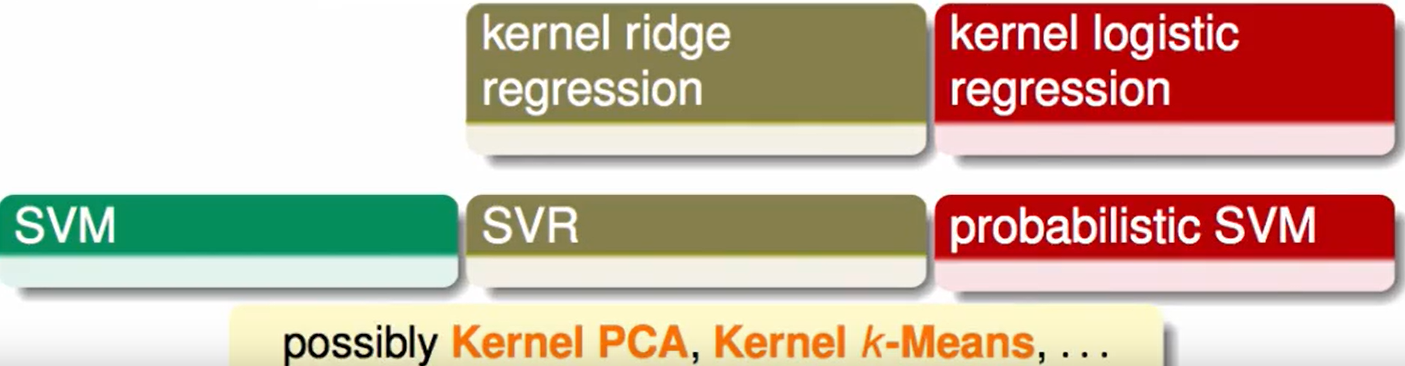 kernel ridge
regression
kernel logistic
regression
SVM
SVR
probabilistic SVM
possibly Kernel PCA, Kernel k-Means, ...